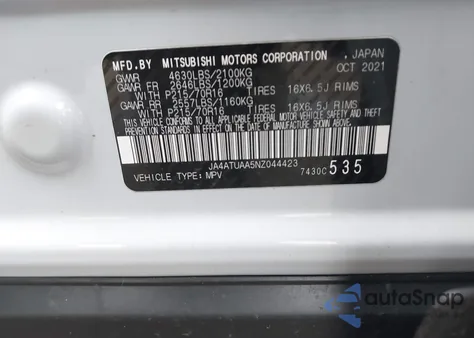 MFD.BY MITSUBISHI MOTORS CORPORATION . JAPAN
GVWR 4630LBS/2100KG OCT 2021
GAWR FR 2646LBS/1200KG
WITH P215/70R16 TIRES 16X6.5J RIMS
GAWR RR 2557LBS/1160KG
WITH P215/70R16 TIRES 16X6.5J RIMS
THIS VEHICLE CONFORMS TO ALL APPLICABLE FEDERAL
MOTOR VEHICLE SAFETY AND THEFT PREVENTION STANDARDS
IN EFFECT ON THE DATE OF MANUFACTURE SHOWN ABOVE.
JA4ATUAA5NZ044423
VEHICLE TYPE: MPV 7430C 535
autoSnap